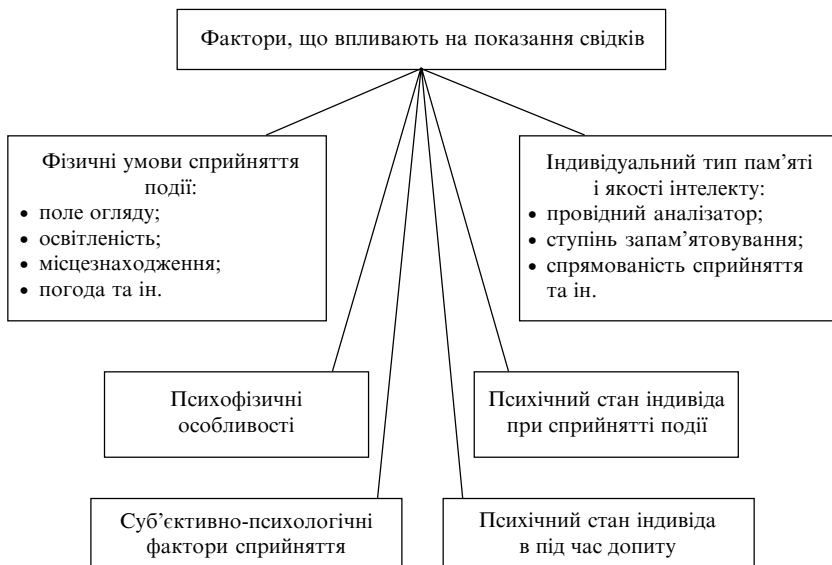 Фактори, що впливають на показання свідків
Фізичні умови сприйняття
події:
• поле огляду;
• освітленість;
• місцезнаходження;
• погода та ін.
Індивідуальний тип пам’яті
і якості інтелекту:
• провідний аналізатор;
• ступінь запам’ятовування;
• спрямованість сприйняття
та ін.
Психофізичні
особливості
Психічний стан індивіда
при сприйнятті події
Суб’єктивно-психологічні
фактори сприйняття
Психічний стан індивіда
в під час допиту